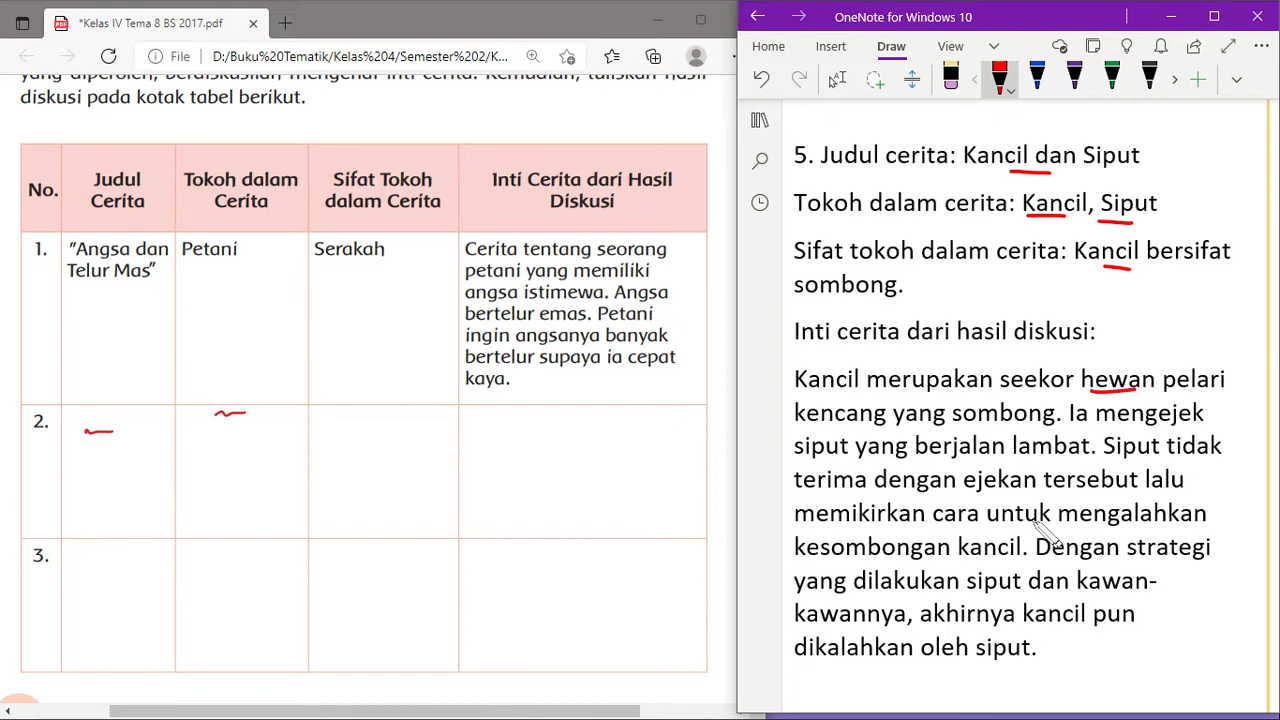 *Kelas IV Tema 8 BS 2017.pdf
File
D:/Buku%20Tematik/Kelas%204/Semester%202/K...
diskusi pada kotak tabel berikut.
No.
Judul
Cerita
Tokoh dalam
Cerita
Sifat Tokoh
dalam Cerita
Inti Cerita dari Hasil
Diskusi
1.
"Angsa dan
Telur Mas"
Petani
Serakah
Cerita tentang seorang
petani yang memiliki
angsa istimewa. Angsa
bertelur emas. Petani
ingin angsanya banyak
bertelur supaya ia cepat
kaya.
2.
3.
OneNote for Windows 10
Home
Insert
Draw
View
5. Judul cerita: Kancil dan Siput
Tokoh dalam cerita: Kancil, Siput
Sifat tokoh dalam cerita: Kancil bersifat
sombong.
Inti cerita dari hasil diskusi:
Kancil merupakan seekor hewan pelari
kencang yang sombong. Ia mengejek
siput yang berjalan lambat. Siput tidak
terima dengan ejekan tersebut lalu
memikirkan cara untuk mengalahkan
kesombongan kancil. Dengan strategi
yang dilakukan siput dan kawan-
kawannya, akhirnya kancil pun
dikalahkan oleh siput.